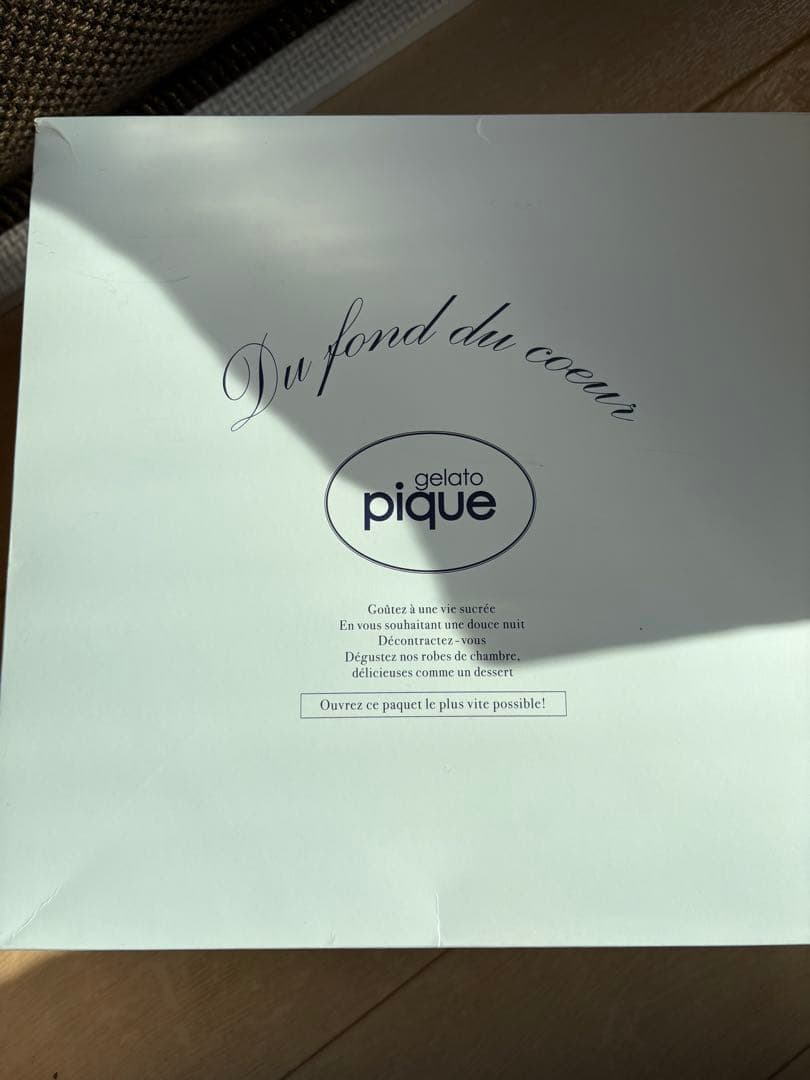 Du fond du coeur
gelato
pique
Goûtez à une vie sucrée
En vous souhaitant une douce nuit
Décontractez-vous
Dégustez nos robes de chambre,
délicieuses comme un dessert
Ouvrez ce paquet le plus vite possible!